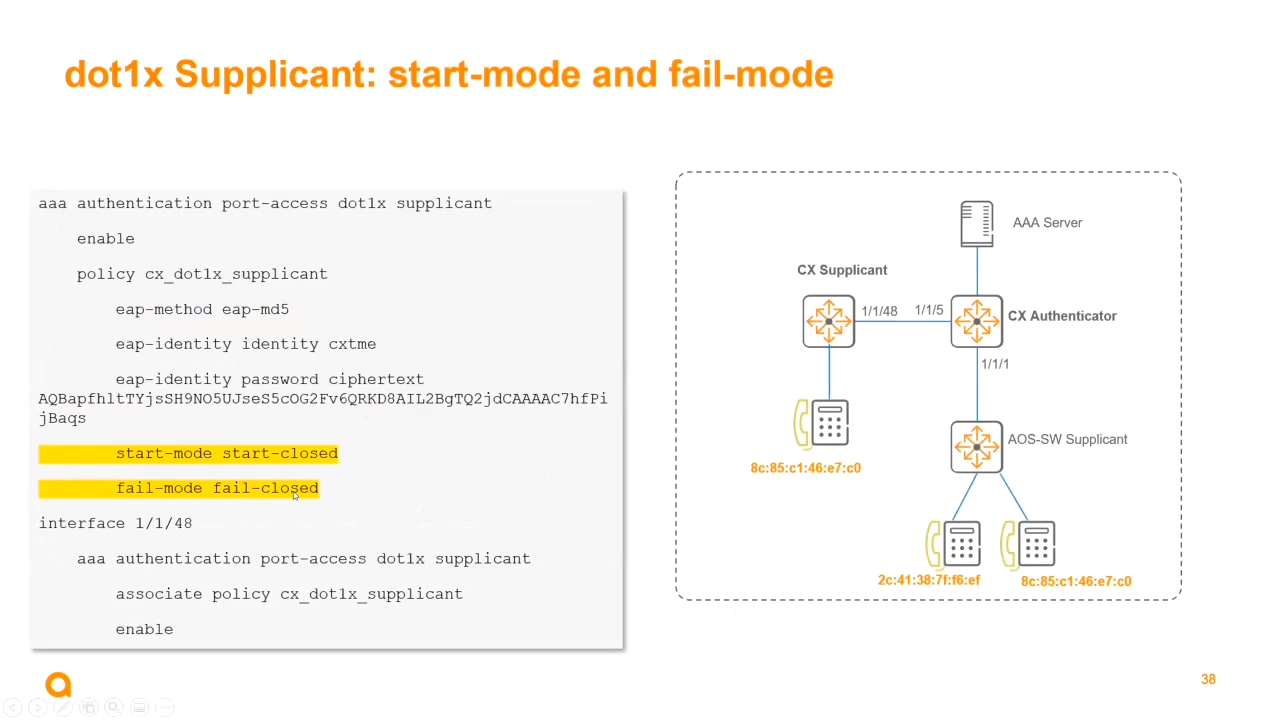 dot1x Supplicant: start-mode and fail-mode
aaa authentication port-access dot1x supplicant
enable
policy cx_dot1x_supplicant
eap-method eap-md5
eap-identity identity cxtme
eap-identity password ciphertext
AQBapfhltTYjsSH9NO5UJseS5cOG2Fv6QRKD8AIL2BgTQ2jdCAAAAC7hfPi
jBaqs
start-mode start-closed
fail-mode fail-closed
interface 1/1/48
aaa authentication port-access dot1x supplicant
associate policy cx_dot1x_supplicant
enable
AAA Server
CX Supplicant
1/1/48
1/1/5
CX Authenticator
1/1/1
AOS-SW Supplicant
8c:85:c1:46:e7:c0
2c:41:38:7f:f6:ef
8c:85:c1:46:e7:c0
38